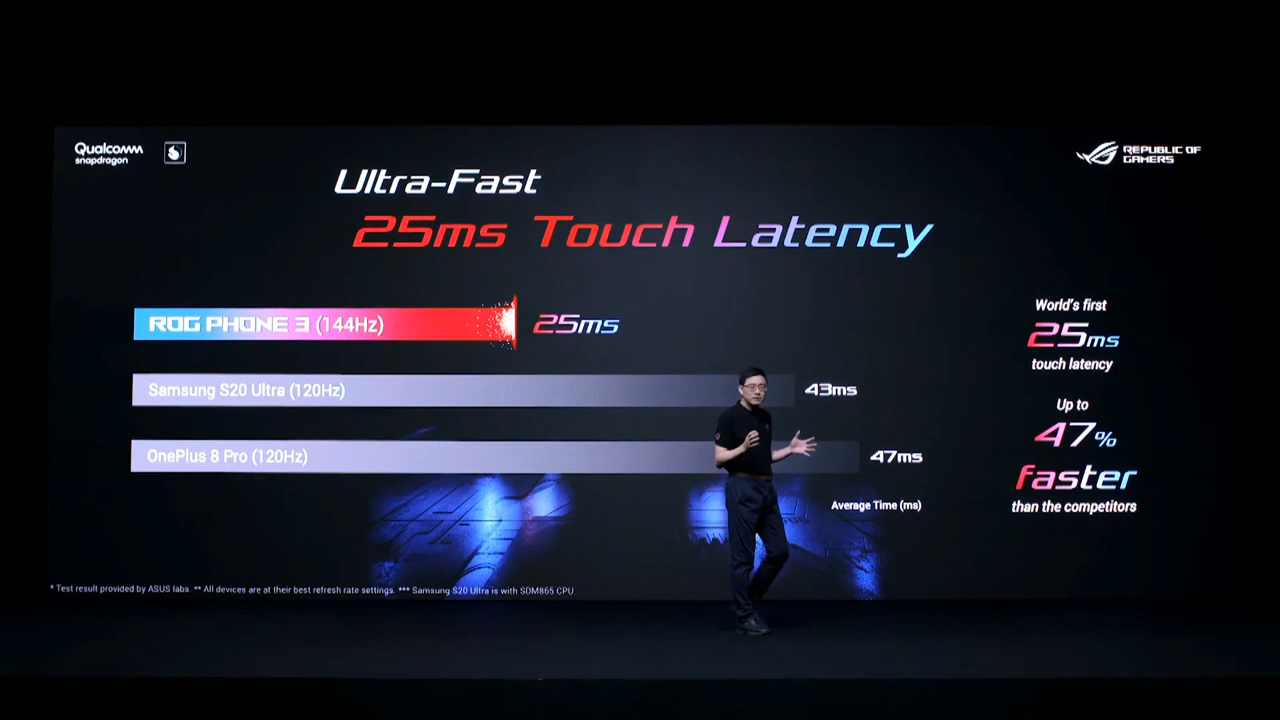 Qualcomm
snapdragon
REPUBLIC OF
GAMERS
Ultra-Fast
25ms Touch Latency
ROG PHONE 3 (144Hz)
25ms
Samsung S20 Ultra (120Hz)
43ms
OnePlus 8 Pro (120Hz)
47ms
Average Time (ms)
World's first
25ms
touch latency
Up to
47%
faster
than the competitors
* Test result provided by ASUS labs. ** All devices are at their best refresh rate settings. *** Samsung S20 Ultra is with SDM865 CPU